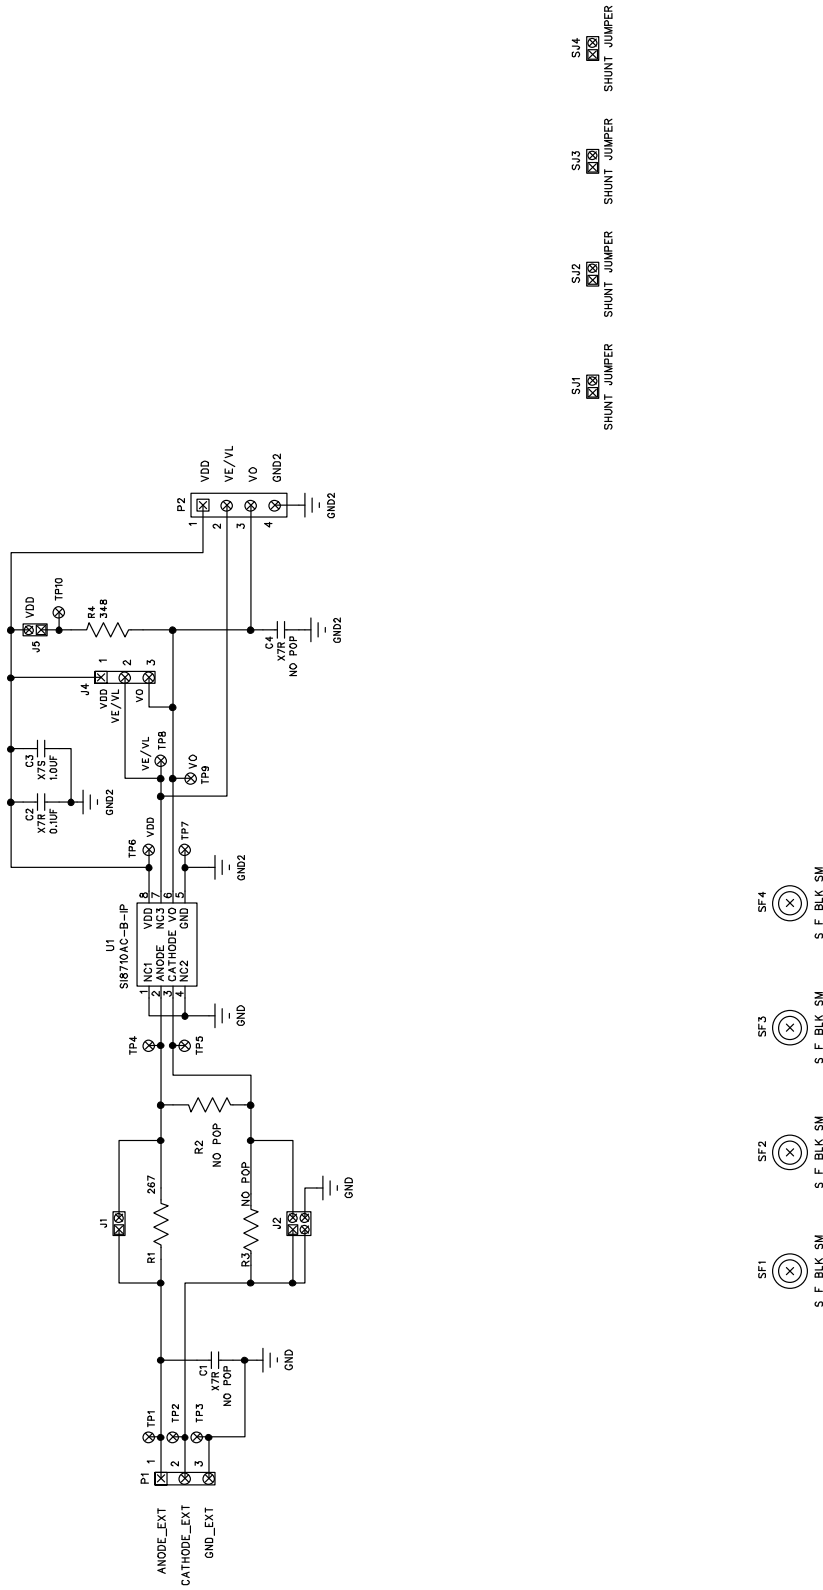 SJ4
SHUNT JUMPER
SJ3
SHUNT JUMPER
SJ2
SHUNT JUMPER
SJ1
SHUNT JUMPER
P2
VDD
VE/VL
VO
GND2
1
2
3
4
GND2
J5
VDD
TP10
R4
348
C4
X7R
NO POP
GND2
J4
1
2
3
VDD
VE/VL
VO
C3
X7S
1.0UF
C2
X7R
0.1UF
GND2
VE/VL
TP8
VO
TP9
TP6
VDD
TP7
GND2
U1
SI8710AC-B-IP
8
7
6
5
VDD
NC3
VO
GND
NC1
ANODE
CATHODE
NC2
1
2
3
4
GND
TP4
TP5
R2
NO POP
J1
R1
267
R3
NO POP
J2
GND
C1
X7R
NO POP
GND
TP1
TP2
TP3
P1
1
2
3
ANODE_EXT
CATHODE_EXT
GND_EXT
SF4
S F BLK SM
SF3
S F BLK SM
SF2
S F BLK SM
SF1
S F BLK SM